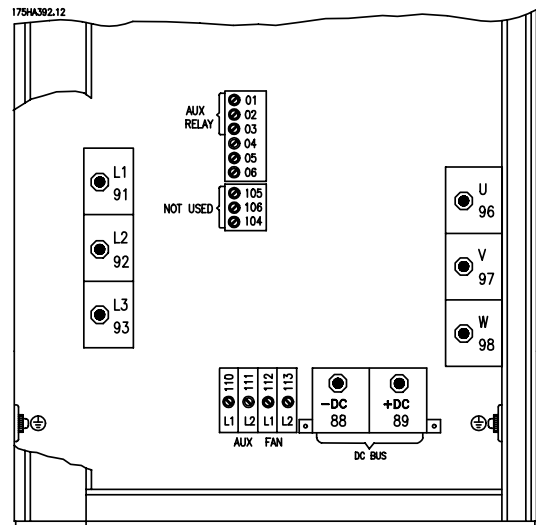 175HA392.12
AUX
RELAY
01
02
03
04
05
06
NOT USED
105
106
104
L1
91
L2
92
L3
93
U
96
V
97
W
98
110 111 112 113
L1 L2 L1 L2
AUX FAN
-DC
88
+DC
89
DC BUS